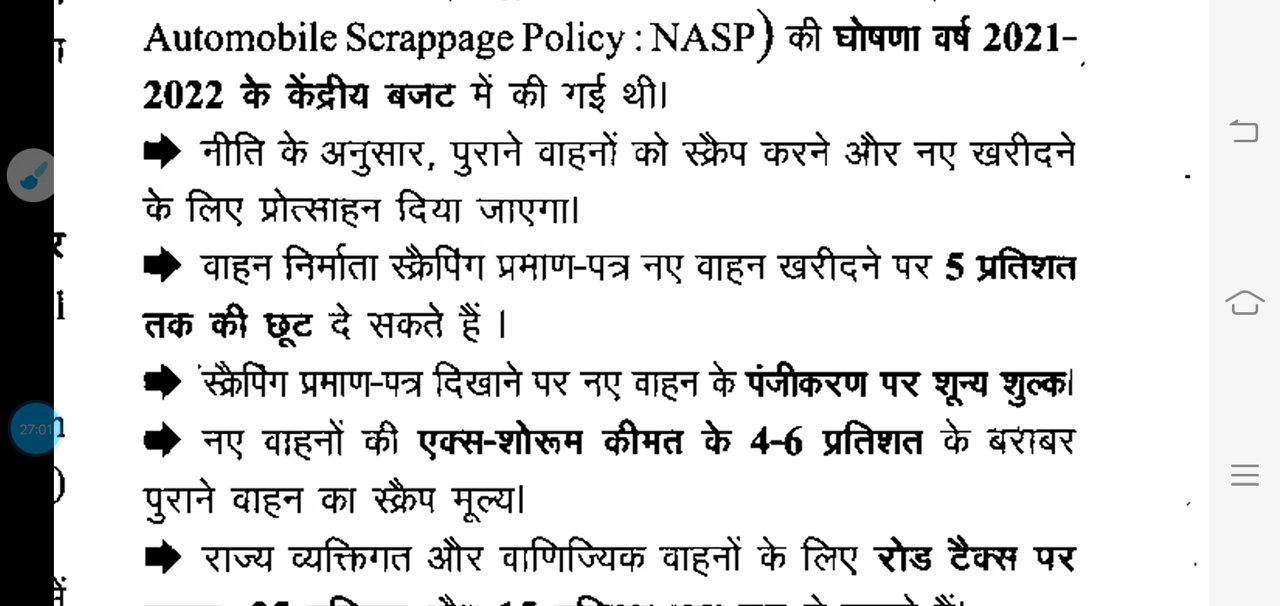 Automobile Scrappage Policy : NASP) की घोषणा वर्ष 2021-
2022 के केंद्रीय बजट में की गई थी।
➡ नीति के अनुसार, पुराने वाहनों को स्क्रैप करने और नए खरीदने
के लिए प्रोत्साहन दिया जाएगा।
➡ वाहन निर्माता स्क्रैपिंग प्रमाण-पत्र नए वाहन खरीदने पर 5 प्रतिशत
तक की छूट दे सकते हैं ।
➡ स्क्रैपिंग प्रमाण-पत्र दिखाने पर नए वाहन के पंजीकरण पर शून्य शुल्क।
27:01
➡ नए वाहनों की एक्स-शोरूम कीमत के 4-6 प्रतिशत के बराबर
पुराने वाहन का स्क्रैप मूल्य।
➡ राज्य व्यक्तिगत और वाणिज्यिक वाहनों के लिए रोड टैक्स पर